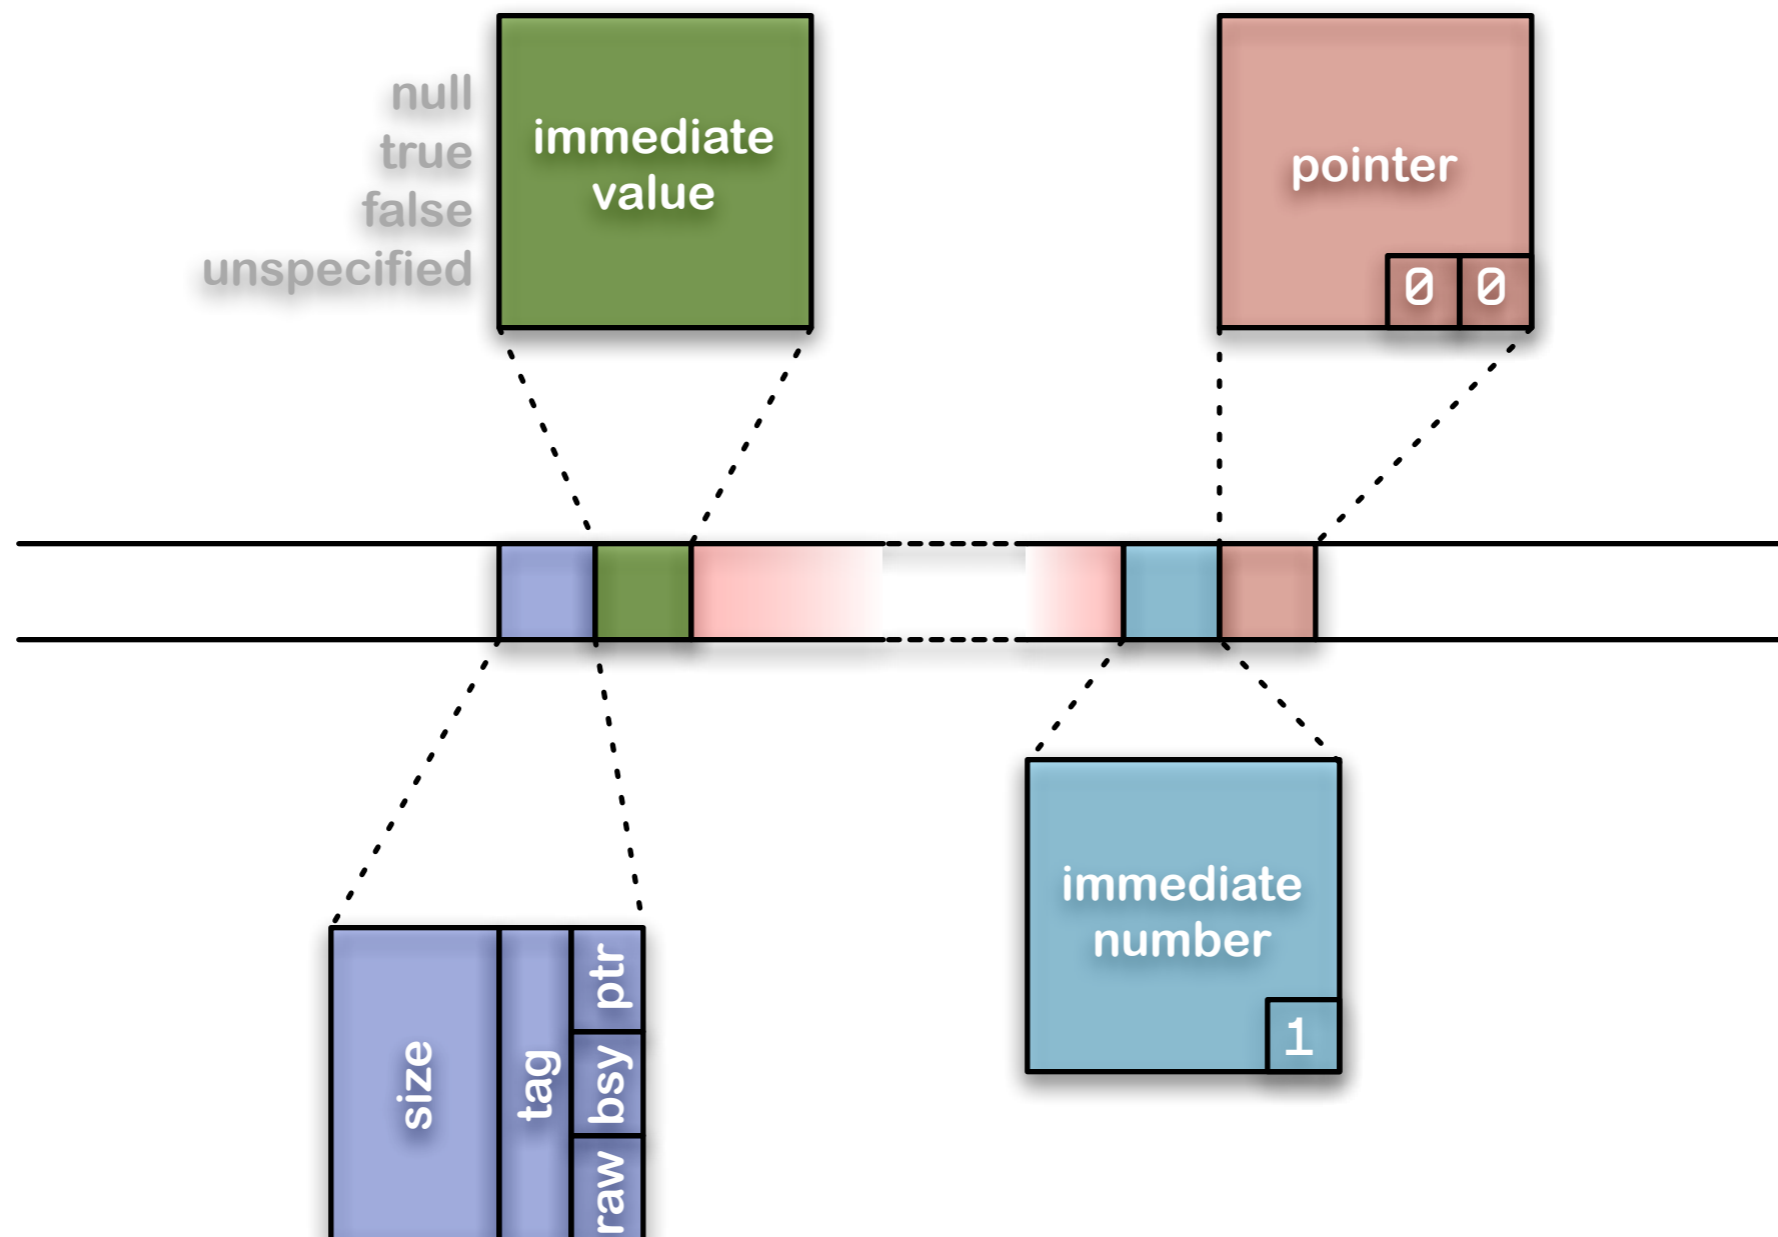 null
true
false
unspecified
immediate
value
pointer
0 0
immediate
number
1
size
tag
ptr
bsy
raw